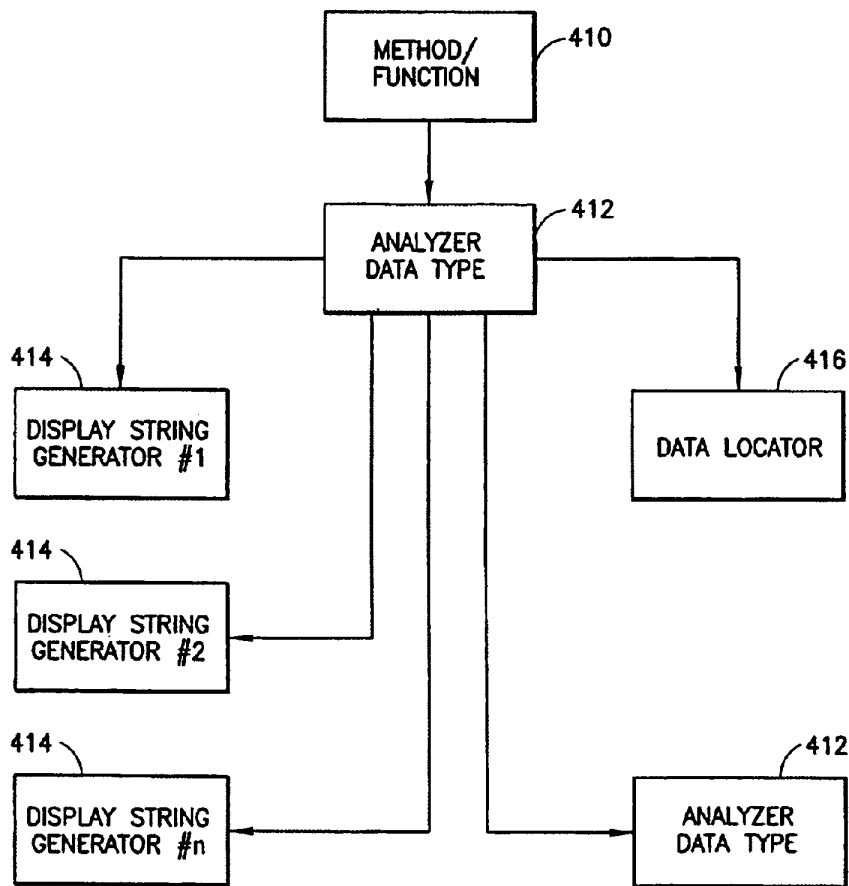 METHOD/
FUNCTION
410
ANALYZER
DATA TYPE
412
414
DISPLAY STRING
GENERATOR #1
416
DATA LOCATOR
414
DISPLAY STRING
GENERATOR #2
414
DISPLAY STRING
GENERATOR #n
412
ANALYZER
DATA TYPE